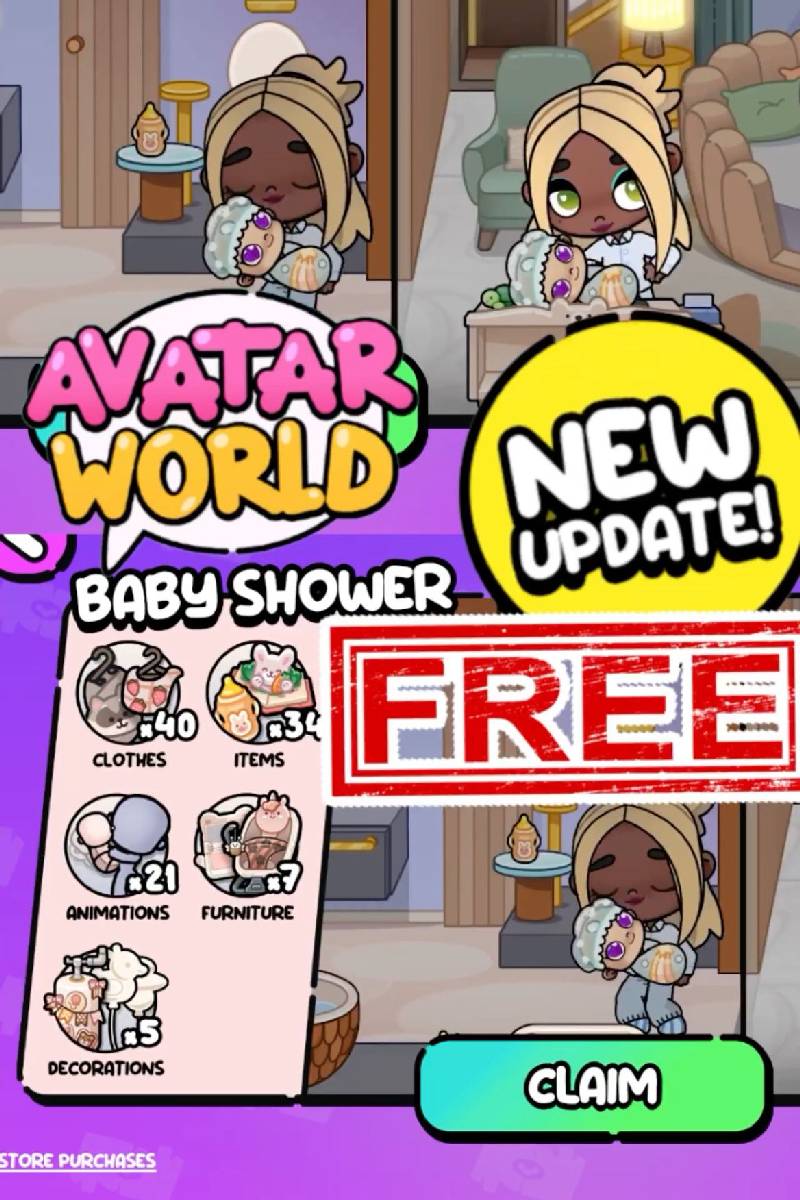 AVATAR
WORLD
NEW
UPDATE!
BABY SHOWER
FREE
x40
CLOTHES
x34
ITEMS
x21
ANIMATIONS
x7
FURNITURE
x5
DECORATIONS
CLAIM
STORE PURCHASES